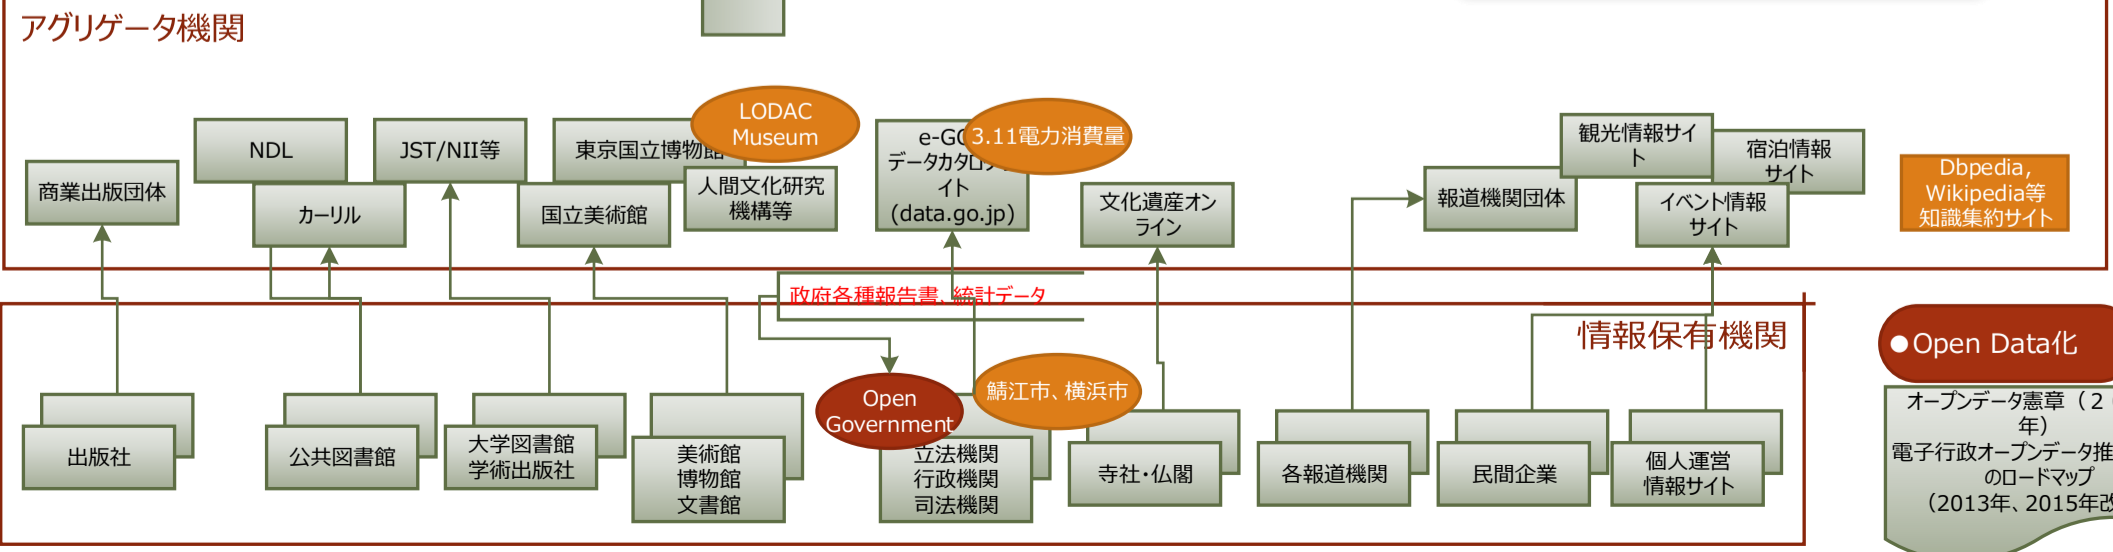 アグリゲータ機関
LODAC
Museum
3.11電力消費量
NDL
JST/NII等
東京国立博物館
e-G
データカタロ
イト
(data.go.jp)
観光情報サイ
ト
宿泊情報
サイト
商業出版団体
カーリル
国立美術館
人間文化研究
機構等
文化遺産オン
ライン
報道機関団体
イベント情報
サイト
Dbpedia,
Wikipedia等
知識集約サイト
政府各種報告書、統計データ
情報保有機関
●Open Data化
Open
Government
鯖江市、横浜市
出版社
公共図書館
大学図書館
学術出版社
美術館
博物館
文書館
立法機関
行政機関
司法機関
寺社・仏閣
各報道機関
民間企業
個人運営
情報サイト
オープンデータ憲章（2
年）
電子行政オープンデータ推
のロードマップ
（2013年、2015年改